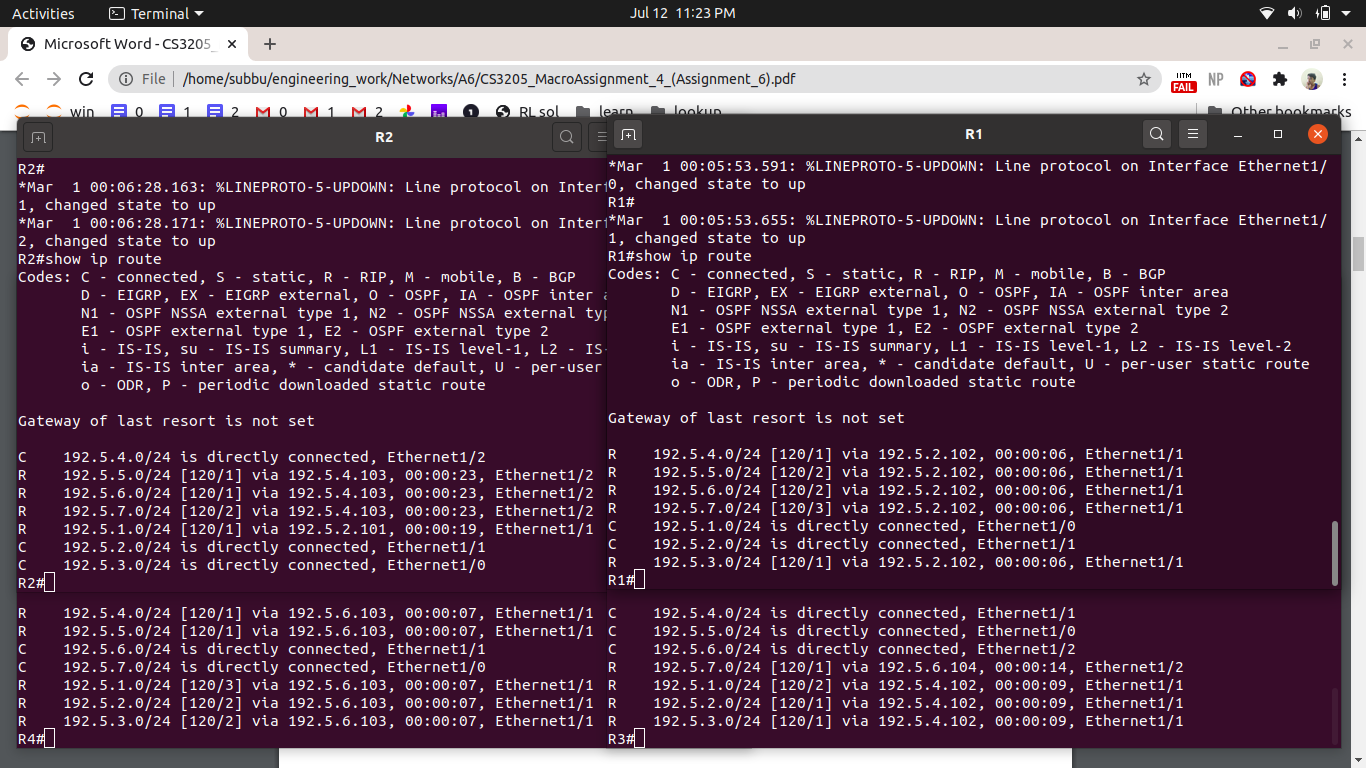 Activities
Terminal
Jul 12 11:23 PM
Microsoft Word - CS3205_
File
/home/subbu/engineering_work/Networks/A6/CS3205_MacroAssignment_4_(Assignment_6).pdf
IITM
FAIL
NP
win
0
1
2
0
1
2
RL sol
learn
lookup
Other bookmarks
R2
R2#
*Mar  1 00:06:28.163: %LINEPROTO-5-UPDOWN: Line protocol on Interf
1, changed state to up
*Mar  1 00:06:28.171: %LINEPROTO-5-UPDOWN: Line protocol on Interf
2, changed state to up
R2#show ip route
Codes: C - connected, S - static, R - RIP, M - mobile, B - BGP
D - EIGRP, EX - EIGRP external, O - OSPF, IA - OSPF inter a
N1 - OSPF NSSA external type 1, N2 - OSPF NSSA external typ
E1 - OSPF external type 1, E2 - OSPF external type 2
i - IS-IS, su - IS-IS summary, L1 - IS-IS level-1, L2 - IS-
ia - IS-IS inter area, * - candidate default, U - per-user
o - ODR, P - periodic downloaded static route
Gateway of last resort is not set
C    192.5.4.0/24 is directly connected, Ethernet1/2
R    192.5.5.0/24 [120/1] via 192.5.4.103, 00:00:23, Ethernet1/2
R    192.5.6.0/24 [120/1] via 192.5.4.103, 00:00:23, Ethernet1/2
R    192.5.7.0/24 [120/2] via 192.5.4.103, 00:00:23, Ethernet1/2
R    192.5.1.0/24 [120/1] via 192.5.2.101, 00:00:19, Ethernet1/1
C    192.5.2.0/24 is directly connected, Ethernet1/1
C    192.5.3.0/24 is directly connected, Ethernet1/0
R2#
R1
*Mar  1 00:05:53.591: %LINEPROTO-5-UPDOWN: Line protocol on Interface Ethernet1/
0, changed state to up
R1#
*Mar  1 00:05:53.655: %LINEPROTO-5-UPDOWN: Line protocol on Interface Ethernet1/
1, changed state to up
R1#show ip route
Codes: C - connected, S - static, R - RIP, M - mobile, B - BGP
D - EIGRP, EX - EIGRP external, O - OSPF, IA - OSPF inter area
N1 - OSPF NSSA external type 1, N2 - OSPF NSSA external type 2
E1 - OSPF external type 1, E2 - OSPF external type 2
i - IS-IS, su - IS-IS summary, L1 - IS-IS level-1, L2 - IS-IS level-2
ia - IS-IS inter area, * - candidate default, U - per-user static route
o - ODR, P - periodic downloaded static route
Gateway of last resort is not set
R    192.5.4.0/24 [120/1] via 192.5.2.102, 00:00:06, Ethernet1/1
R    192.5.5.0/24 [120/2] via 192.5.2.102, 00:00:06, Ethernet1/1
R    192.5.6.0/24 [120/2] via 192.5.2.102, 00:00:06, Ethernet1/1
R    192.5.7.0/24 [120/3] via 192.5.2.102, 00:00:06, Ethernet1/1
C    192.5.1.0/24 is directly connected, Ethernet1/0
C    192.5.2.0/24 is directly connected, Ethernet1/1
R    192.5.3.0/24 [120/1] via 192.5.2.102, 00:00:06, Ethernet1/1
R1#
R    192.5.4.0/24 [120/1] via 192.5.6.103, 00:00:07, Ethernet1/1
R    192.5.5.0/24 [120/1] via 192.5.6.103, 00:00:07, Ethernet1/1
C    192.5.6.0/24 is directly connected, Ethernet1/1
C    192.5.7.0/24 is directly connected, Ethernet1/0
R    192.5.1.0/24 [120/3] via 192.5.6.103, 00:00:07, Ethernet1/1
R    192.5.2.0/24 [120/2] via 192.5.6.103, 00:00:07, Ethernet1/1
R    192.5.3.0/24 [120/2] via 192.5.6.103, 00:00:07, Ethernet1/1
R4#
C    192.5.4.0/24 is directly connected, Ethernet1/1
C    192.5.5.0/24 is directly connected, Ethernet1/0
C    192.5.6.0/24 is directly connected, Ethernet1/2
R    192.5.7.0/24 [120/1] via 192.5.6.104, 00:00:14, Ethernet1/2
R    192.5.1.0/24 [120/2] via 192.5.4.102, 00:00:09, Ethernet1/1
R    192.5.2.0/24 [120/1] via 192.5.4.102, 00:00:09, Ethernet1/1
R    192.5.3.0/24 [120/1] via 192.5.4.102, 00:00:09, Ethernet1/1
R3#